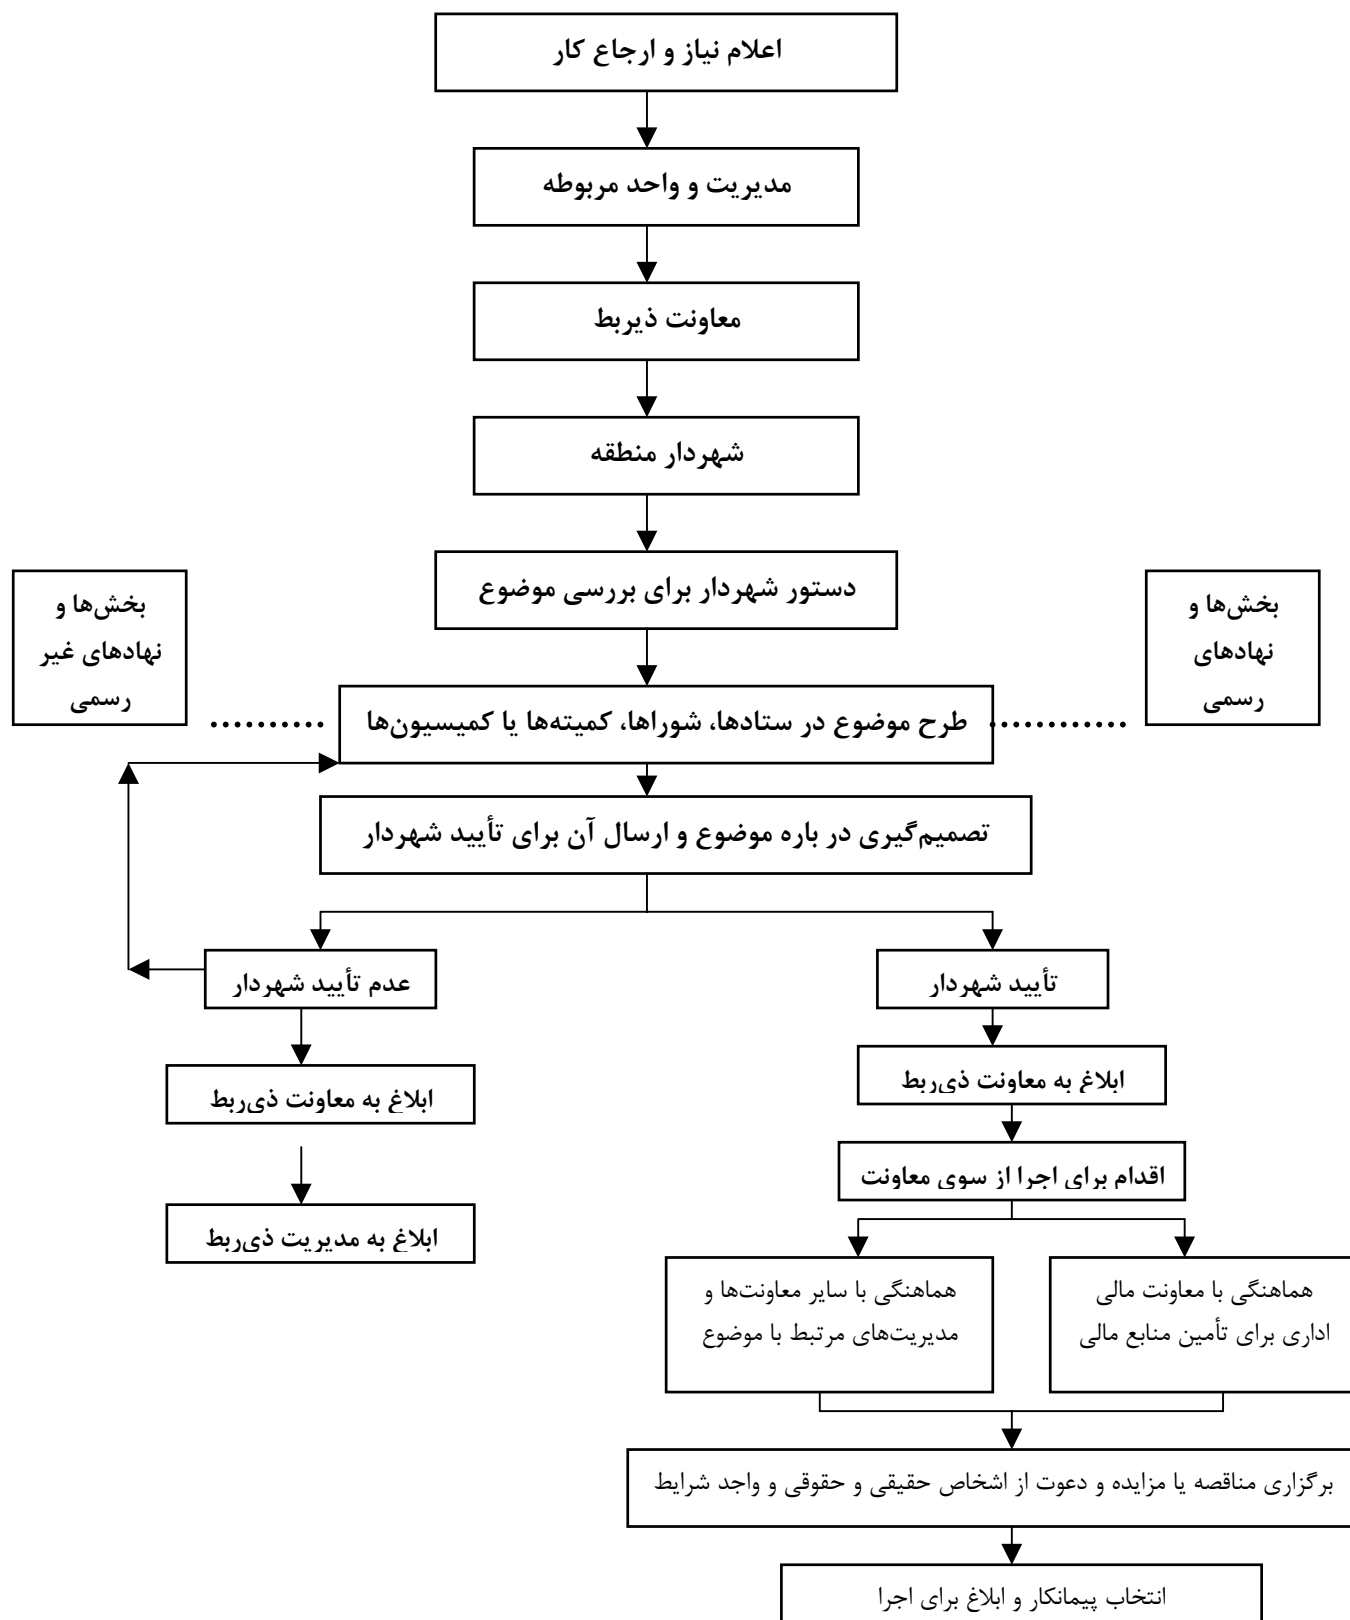 اعلام نیاز و ارجاع کار
مدیریت و واحد مربوطه
معاونت ذیربط
شهردار منطقه
دستور شهردار برای بررسی موضوع
بخش‌ها و
نهادهای
رسمی
بخش‌ها و
نهادهای غیر
رسمی
طرح موضوع در ستادها، شوراها، کمیته‌ها یا کمیسیون‌ها
تصمیم‌گیری در باره موضوع و ارسال آن برای تأیید شهردار
تأیید شهردار
عدم تأیید شهردار
ابلاغ به معاونت ذی‌ربط
ابلاغ به معاونت ذی‌ربط
اقدام برای اجرا از سوی معاونت
ابلاغ به مدیریت ذی‌ربط
هماهنگی با معاونت مالی
اداری برای تأمین منابع مالی
هماهنگی با سایر معاونت‌ها و
مدیریت‌های مرتبط با موضوع
برگزاری مناقصه یا مزایده و دعوت از اشخاص حقیقی و حقوقی و واجد شرایط
انتخاب پیمانکار و ابلاغ برای اجرا